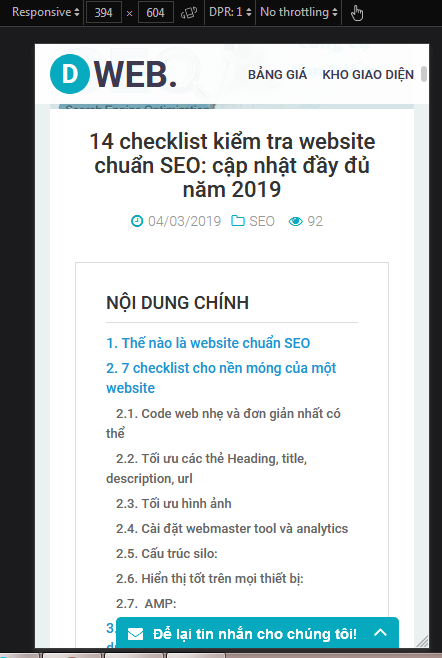 Responsive 394 × 604 DPR: 1 No throttling
D WEB. BẢNG GIÁ KHO GIAO DIỆN
Search Engine Optimization
14 checklist kiểm tra website
chuẩn SEO: cập nhật đầy đủ
năm 2019
04/03/2019 SEO 92
NỘI DUNG CHÍNH
1. Thế nào là website chuẩn SEO
2. 7 checklist cho nền móng của một
website
2.1. Code web nhẹ và đơn giản nhất có
thể
2.2. Tối ưu các thẻ Heading, title,
description, url
2.3. Tối ưu hình ảnh
2.4. Cài đặt webmaster tool và analytics
2.5. Cấu trúc silo:
2.6. Hiển thị tốt trên mọi thiết bị:
2.7. AMP:
3.
Để lại tin nhắn cho chúng tôi!